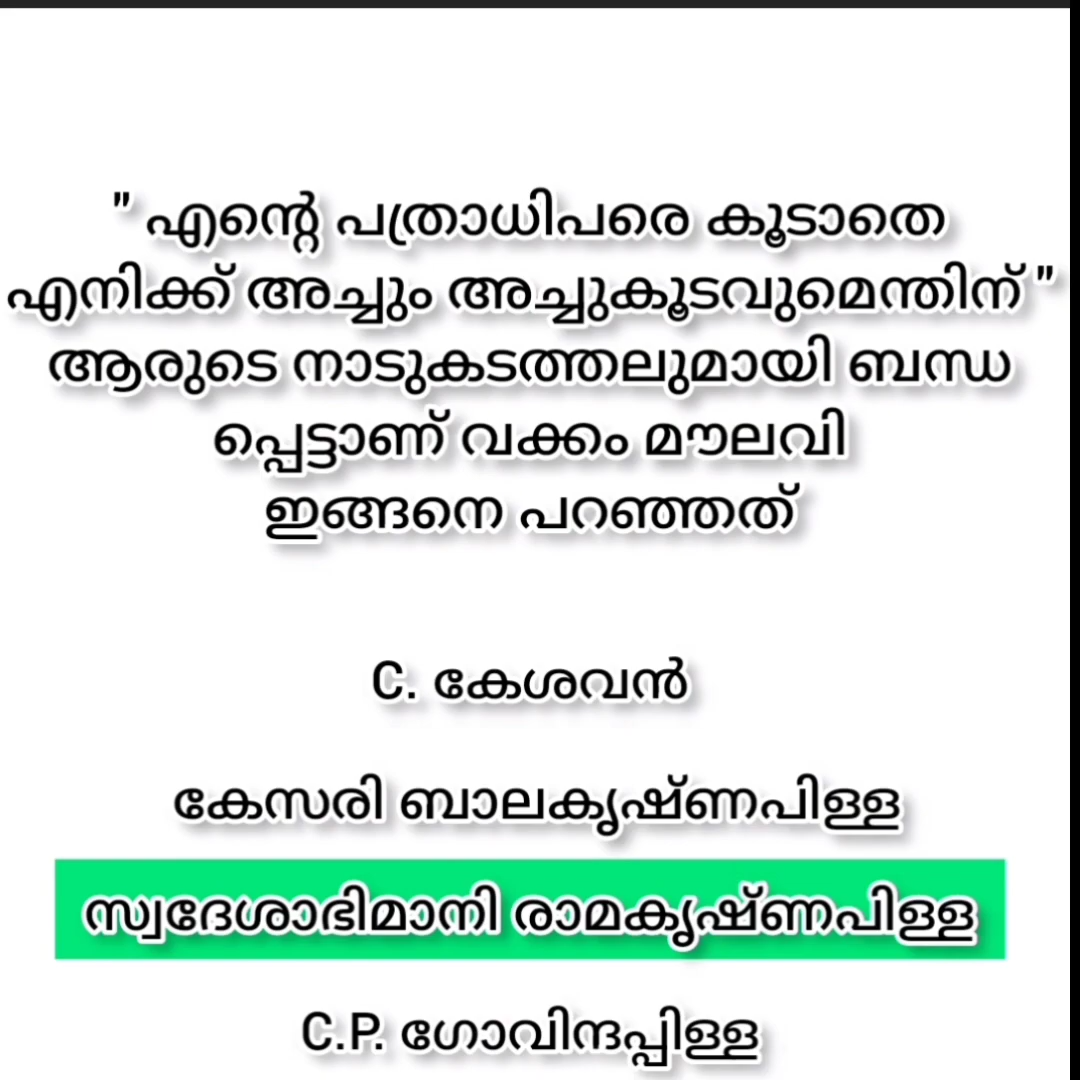 " എന്റെ പത്രാധിപരെ കൂടാതെ
എനിക്ക് അച്ചും അച്ചുകൂടവുമെന്തിന് "
ആരുടെ നാടുകടത്തലുമായി ബന്ധ
പ്പെട്ടാണ് വക്കം മൗലവി
ഇങ്ങനെ പറഞ്ഞത്
C. കേശവൻ
കേസരി ബാലകൃഷ്ണപിള്ള
സ്വദേശാഭിമാനി രാമകൃഷ്ണപിള്ള
C.P. ഗോവിന്ദപ്പിള്ള